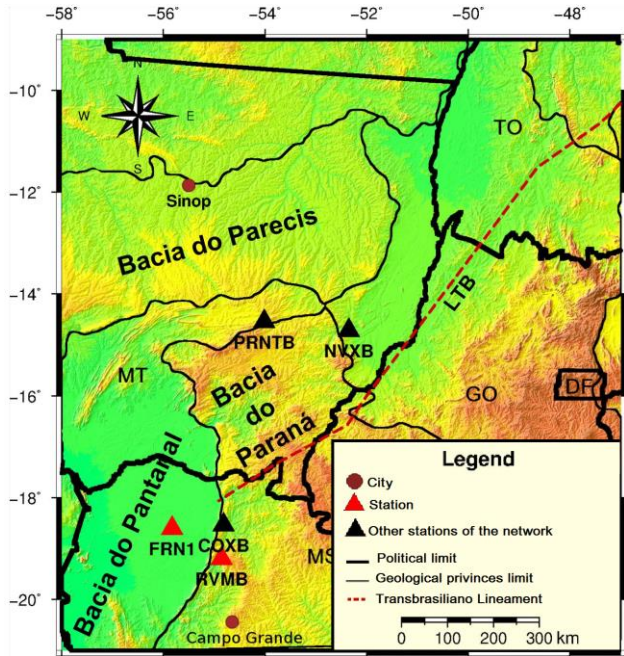 −58° −56° −54° −52° −50° −48°
−10°
−12°
−14°
−16°
−18°
−20°
N
W E
S
TO
Sinop
Bacia do Parecis
LTB
PRNTB
NVXB
MT
Bacia
do
Paraná
GO
DF
Bacia do Pantanal
FRN1
COXB
RVMB
MS
Campo Grande
Legend
City
Station
Other stations of the network
Political limit
Geological provinces limit
Transbrasiliano Lineament
0 100 200 300
km